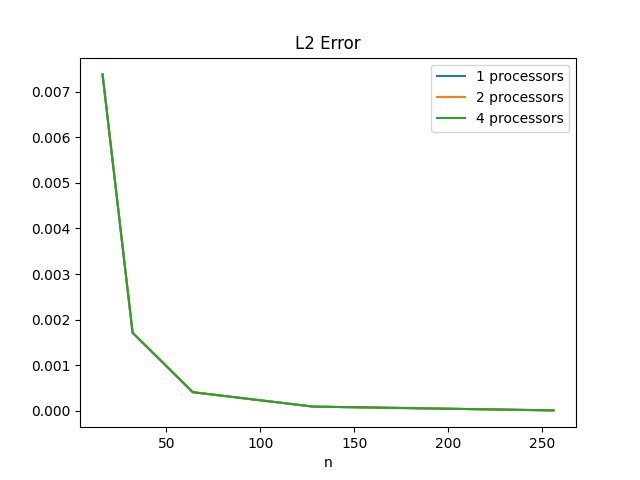 L2 Error
1 processors
2 processors
4 processors
0.007
0.006
0.005
0.004
0.003
0.002
0.001
0.000
50
100
150
200
250
n